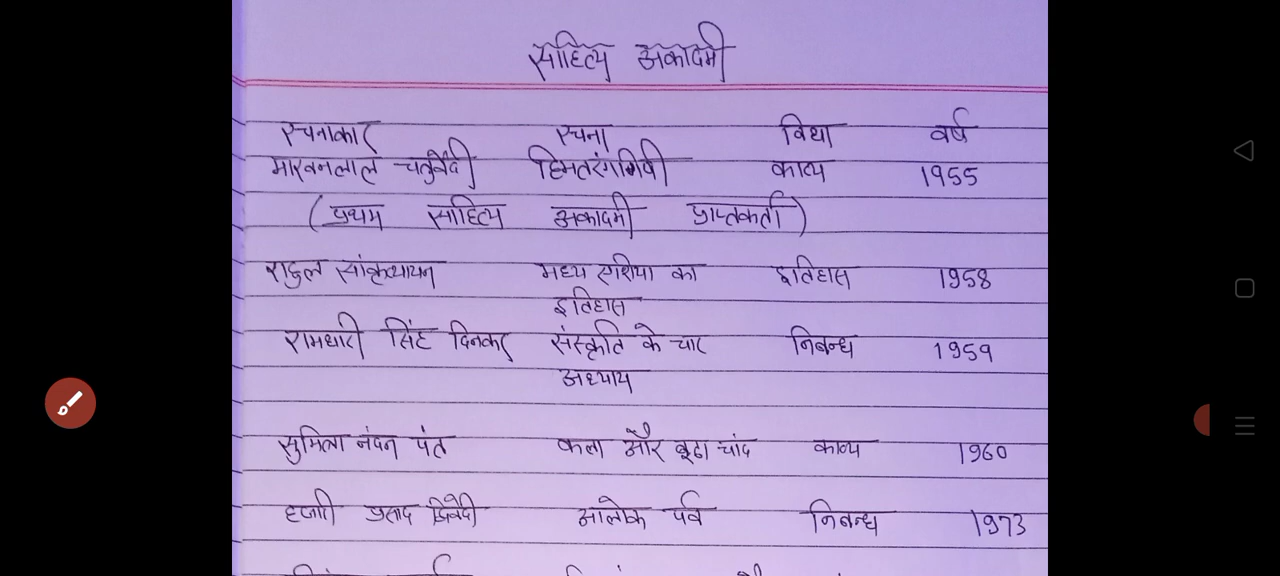 साहित्य अकादमी
रचनाकार रचना विधा वर्ष
माखनलाल चतुर्वेदी हिमतरंगिणी काव्य 1955
(प्रथम साहित्य अकादमी प्राप्तकर्ता)
राहुल सांकृत्यायन मध्य एशिया का इतिहास 1958
इतिहास
रामधारी सिंह दिनकर संस्कृति के चार निबन्ध 1959
अध्याय
सुमित्रा नंदन पंत कला और बूढा चांद काव्य 1960
हजारी प्रसाद द्विवेदी आलोक पर्व निबन्ध 1973